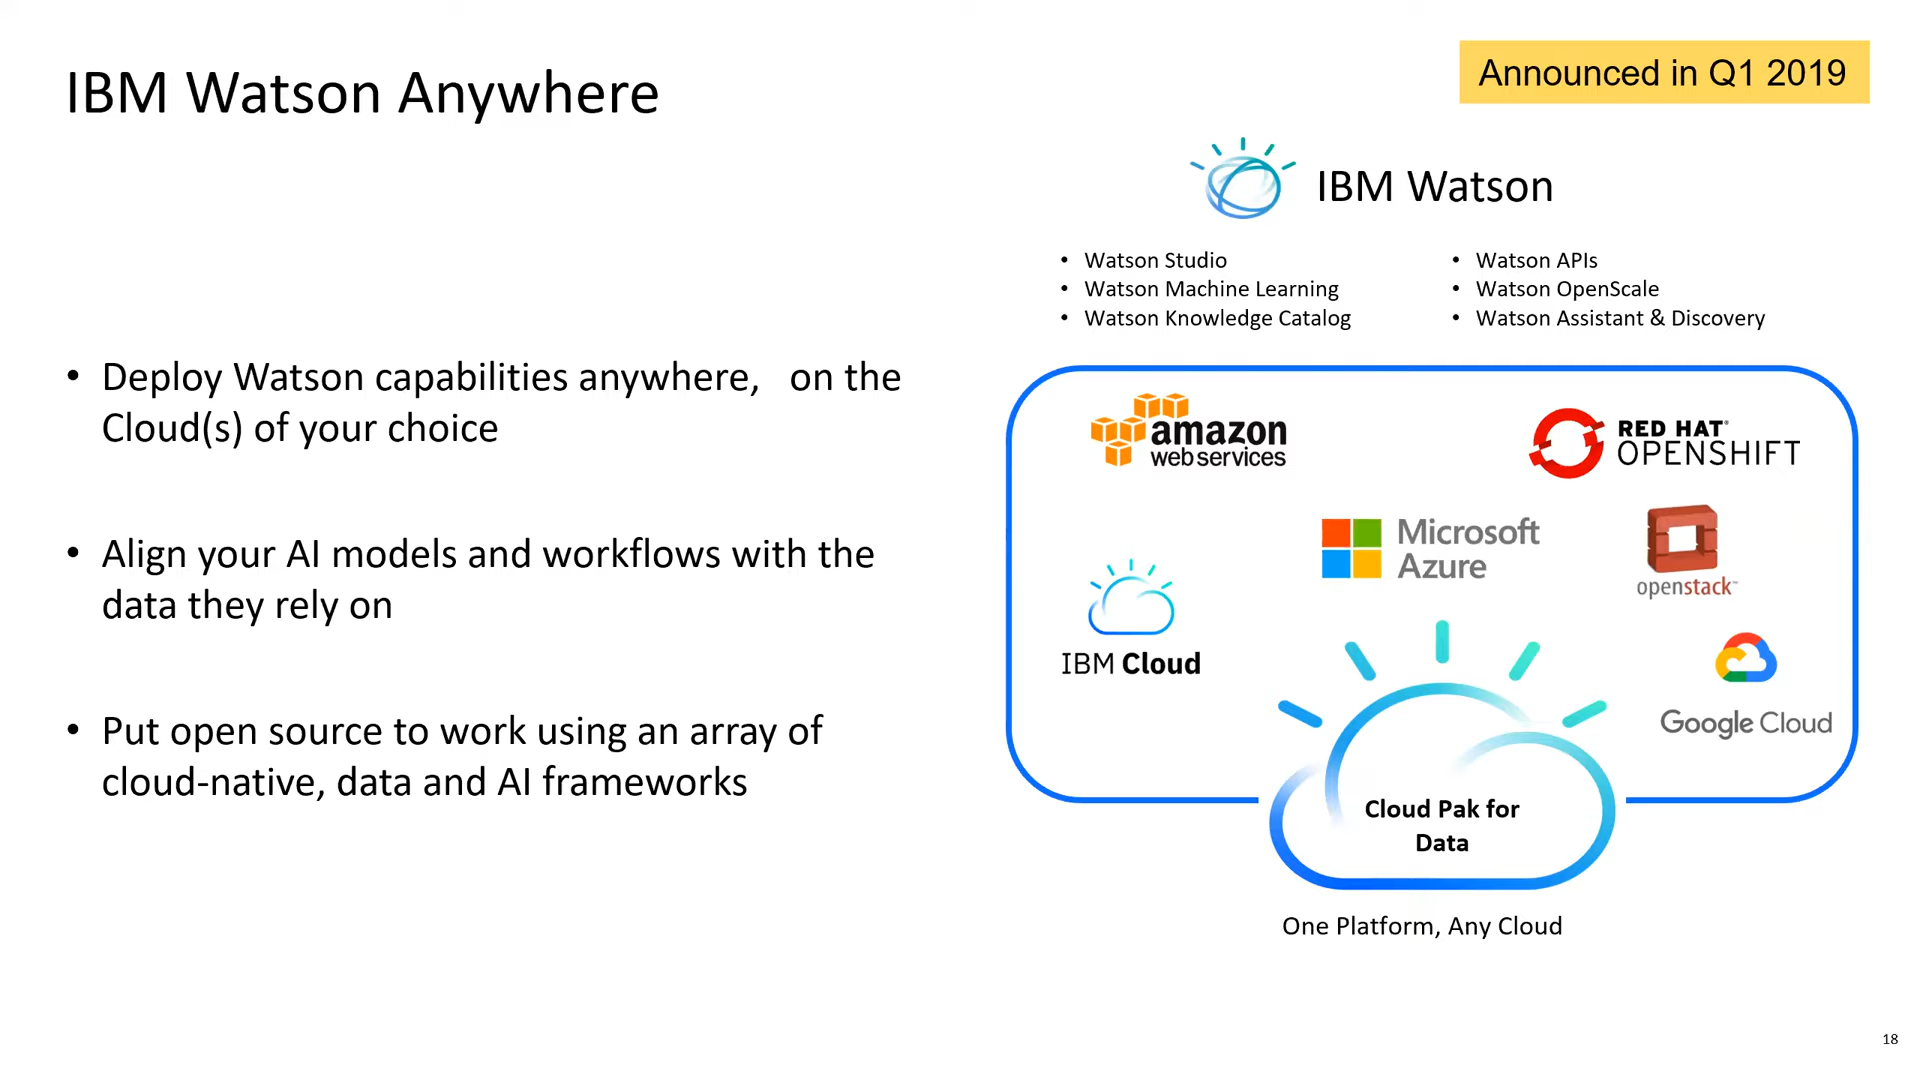 IBM Watson Anywhere
Announced in Q1 2019
• Deploy Watson capabilities anywhere, on the
Cloud(s) of your choice
• Align your AI models and workflows with the
data they rely on
• Put open source to work using an array of
cloud-native, data and AI frameworks
IBM Watson
• Watson Studio
• Watson Machine Learning
• Watson Knowledge Catalog
• Watson APIs
• Watson OpenScale
• Watson Assistant & Discovery
amazon
web services
RED HAT®
OPENSHIFT
Microsoft
Azure
openstack™
IBM Cloud
Google Cloud
Cloud Pak for
Data
One Platform, Any Cloud
18